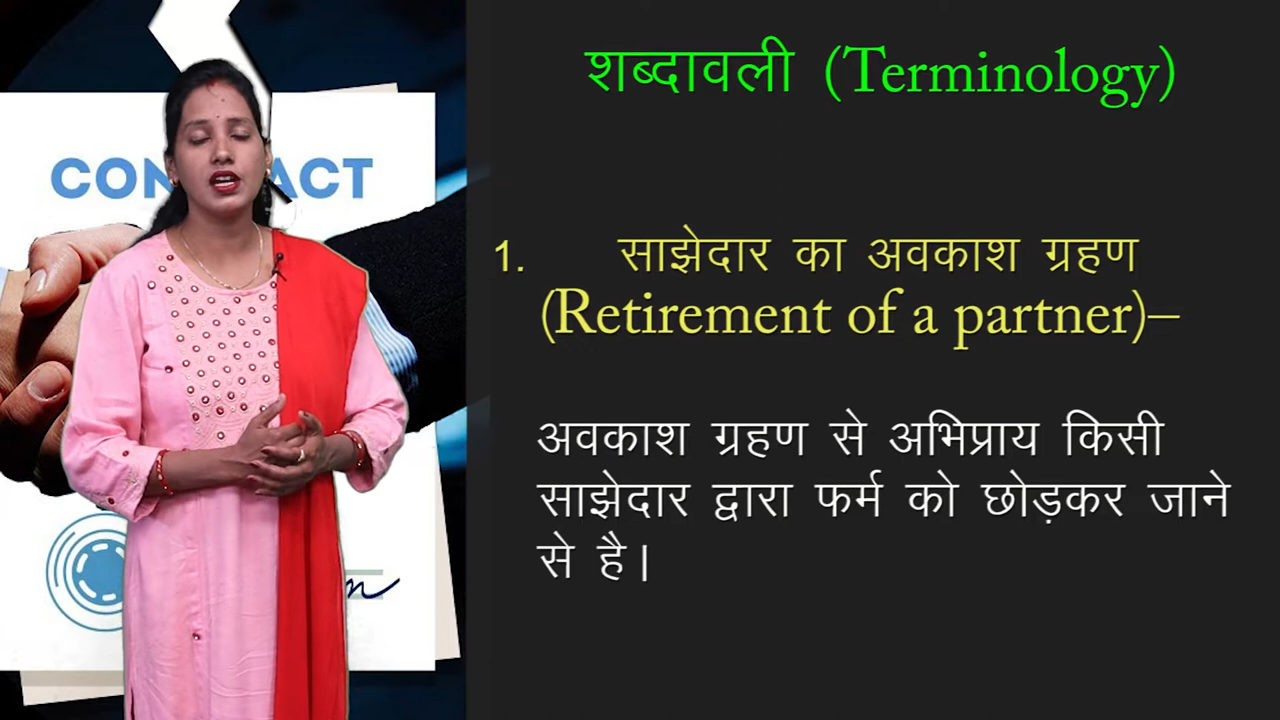 शब्दावली (Terminology)
CON ACT
1. साझेदार का अवकाश ग्रहण
(Retirement of a partner)–
अवकाश ग्रहण से अभिप्राय किसी
साझेदार द्वारा फर्म को छोड़कर जाने
से है।